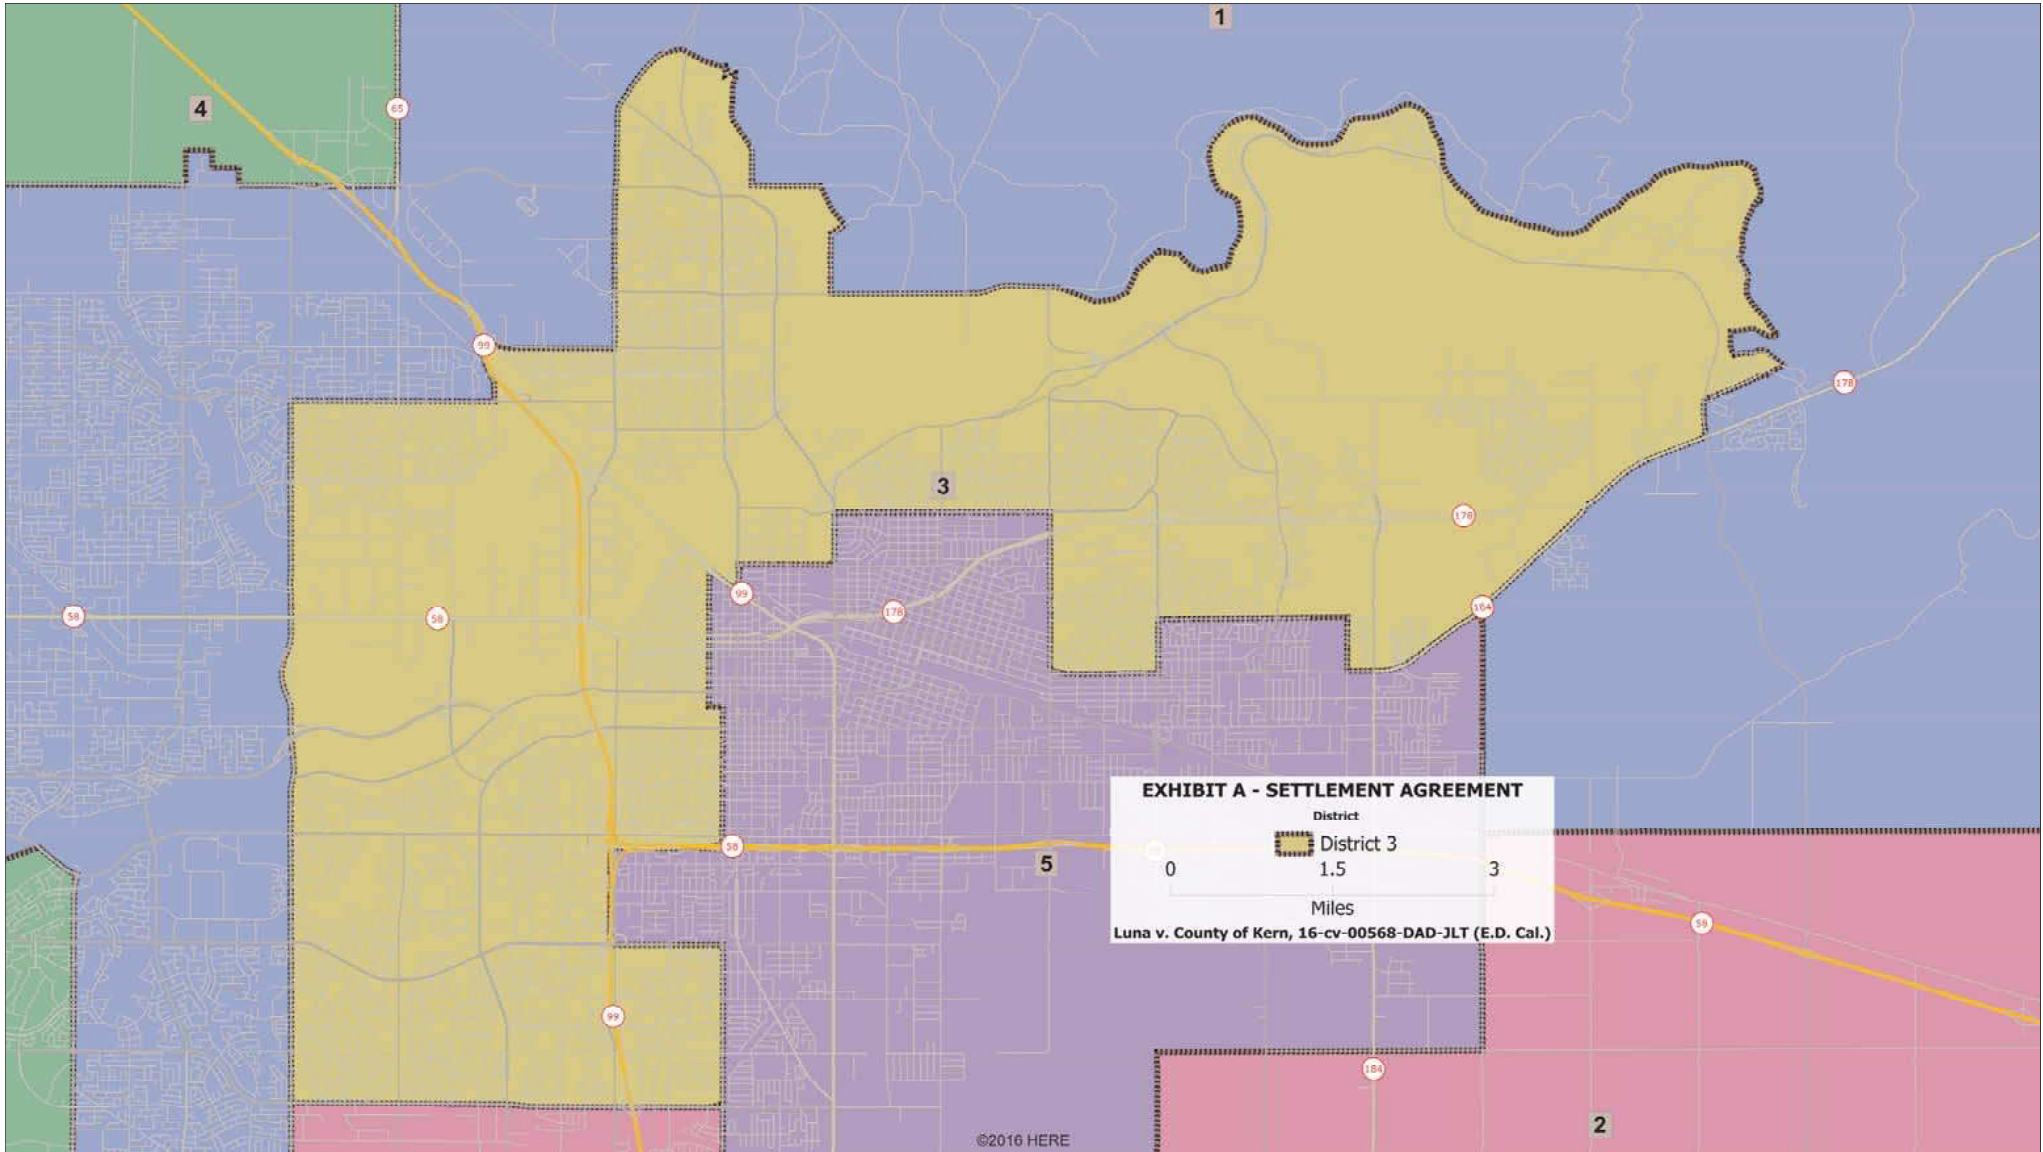 1
4
65
99
178
3
178
99
178
164
58
58
EXHIBIT A - SETTLEMENT AGREEMENT
District
District 3
0 1.5 3
Miles
Luna v. County of Kern, 16-cv-00568-DAD-JLT (E.D. Cal.)
58
5
58
99
184
2
©2016 HERE